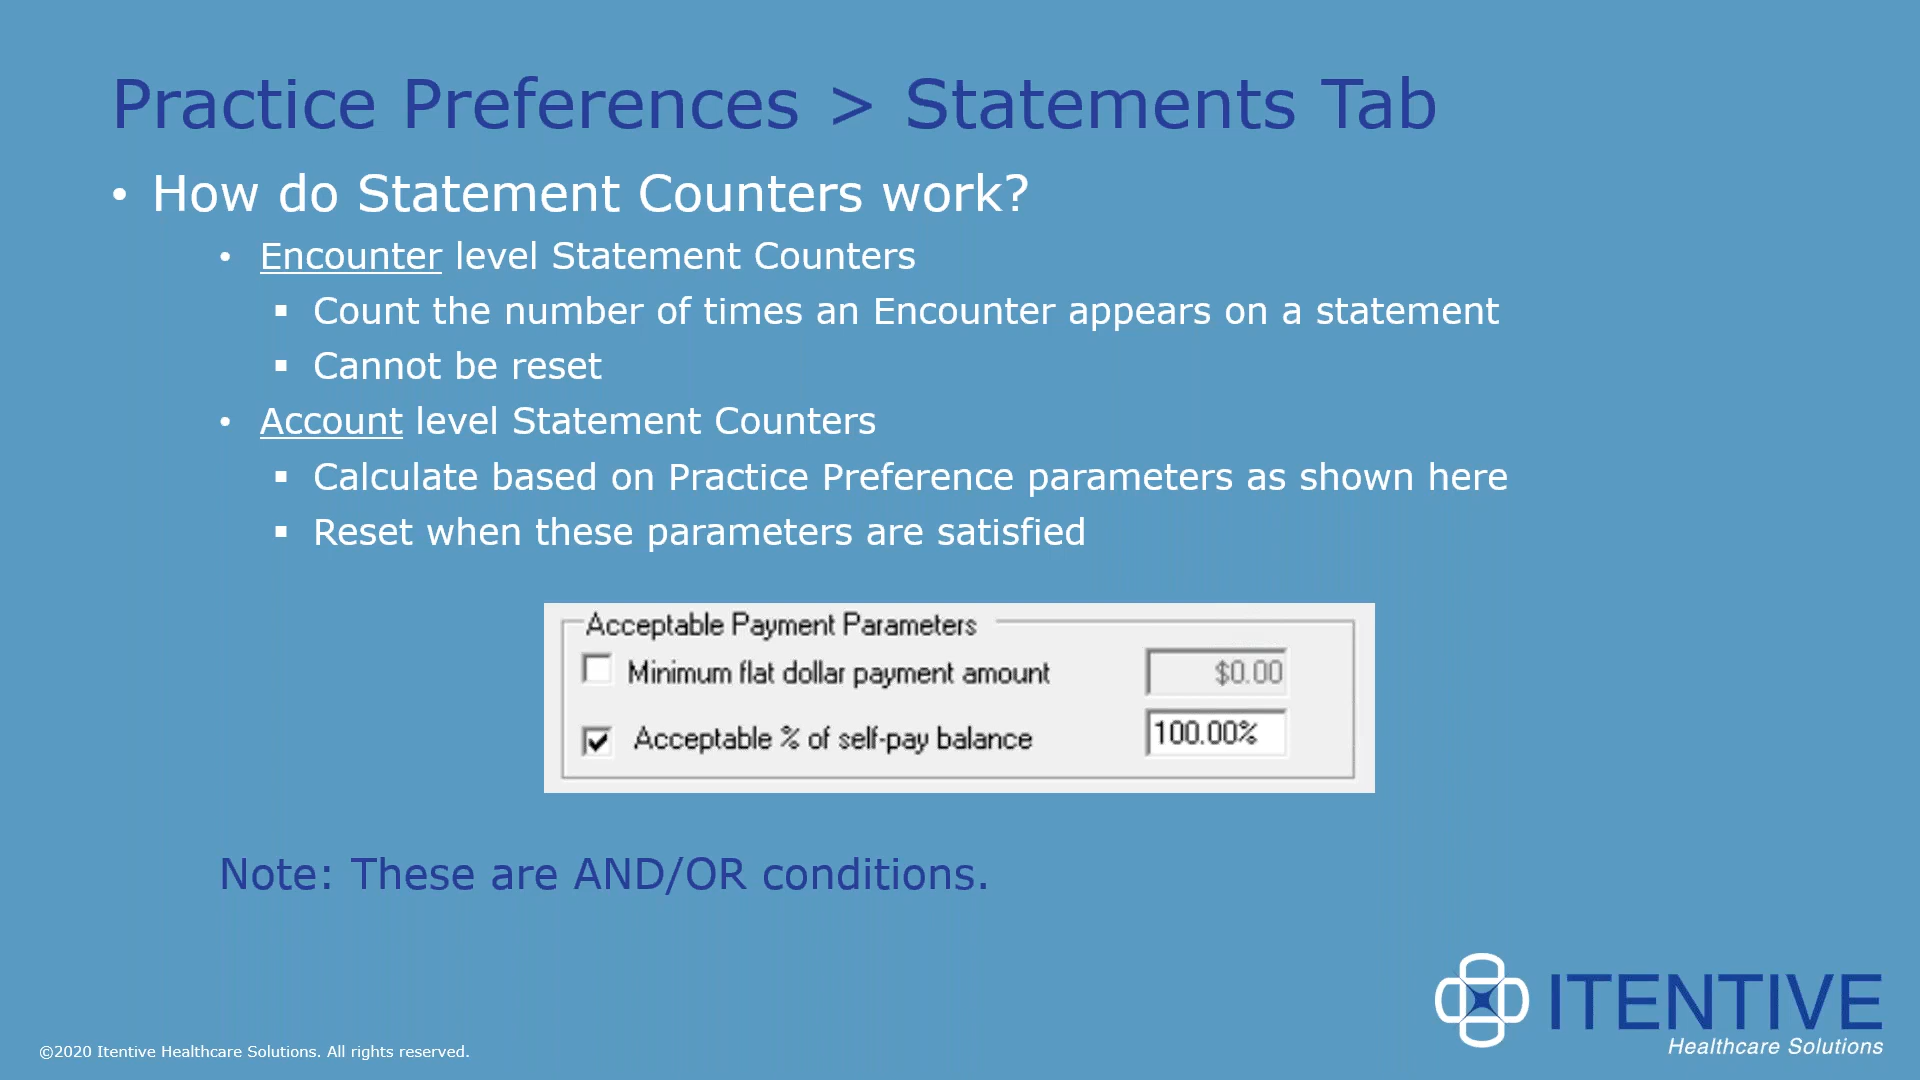 Practice Preferences > Statements Tab
• How do Statement Counters work?
• Encounter level Statement Counters
▪ Count the number of times an Encounter appears on a statement
▪ Cannot be reset
• Account level Statement Counters
▪ Calculate based on Practice Preference parameters as shown here
▪ Reset when these parameters are satisfied
Acceptable Payment Parameters
Minimum flat dollar payment amount $0.00
Acceptable % of self-pay balance 100.00%
Note: These are AND/OR conditions.
ITENTIVE
Healthcare Solutions
©2020 Itentive Healthcare Solutions. All rights reserved.